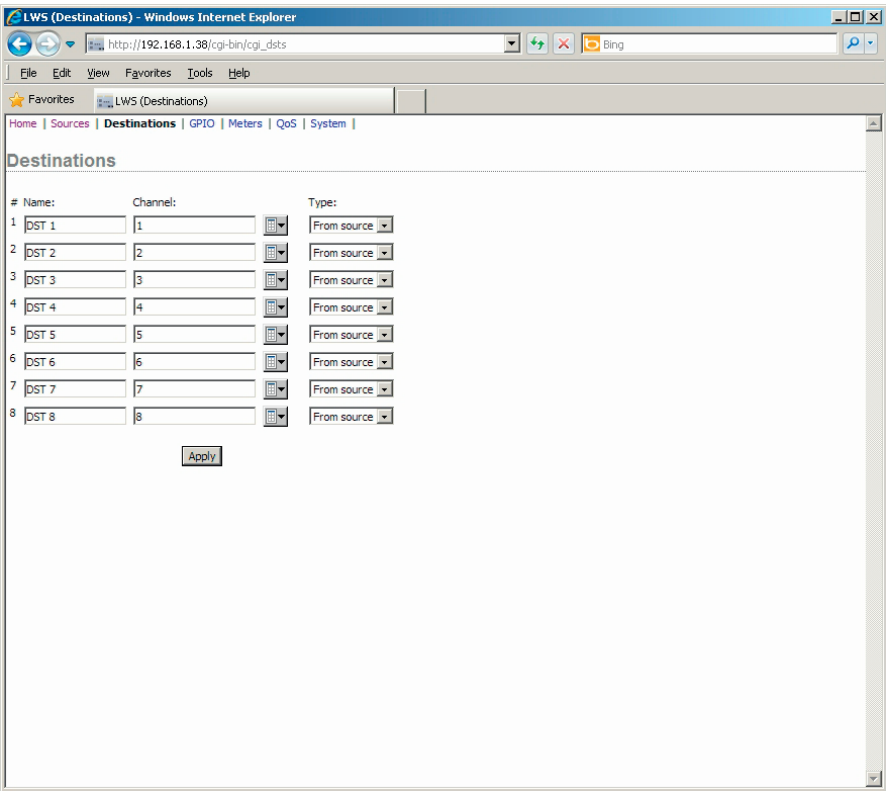 LWS (Destinations) - Windows Internet Explorer
http://192.168.1.38/cgi-bin/cgi_dsts
Bing
File Edit View Favorites Tools Help
Favorites
LWS (Destinations)
Home | Sources | Destinations | GPIO | Meters | QoS | System |
Destinations
# Name: Channel: Type:
1 DST 1 1 From source
2 DST 2 2 From source
3 DST 3 3 From source
4 DST 4 4 From source
5 DST 5 5 From source
6 DST 6 6 From source
7 DST 7 7 From source
8 DST 8 8 From source
Apply